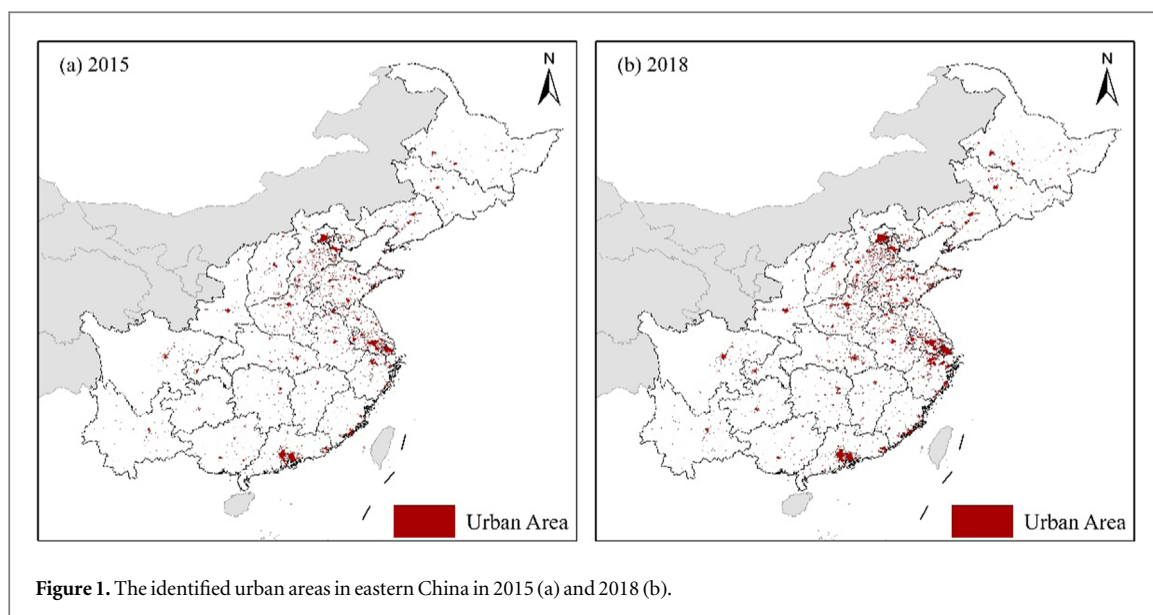 (a) 2015
N
Urban Area
(b) 2018
N
Urban Area
Figure 1. The identified urban areas in eastern China in 2015 (a) and 2018 (b).